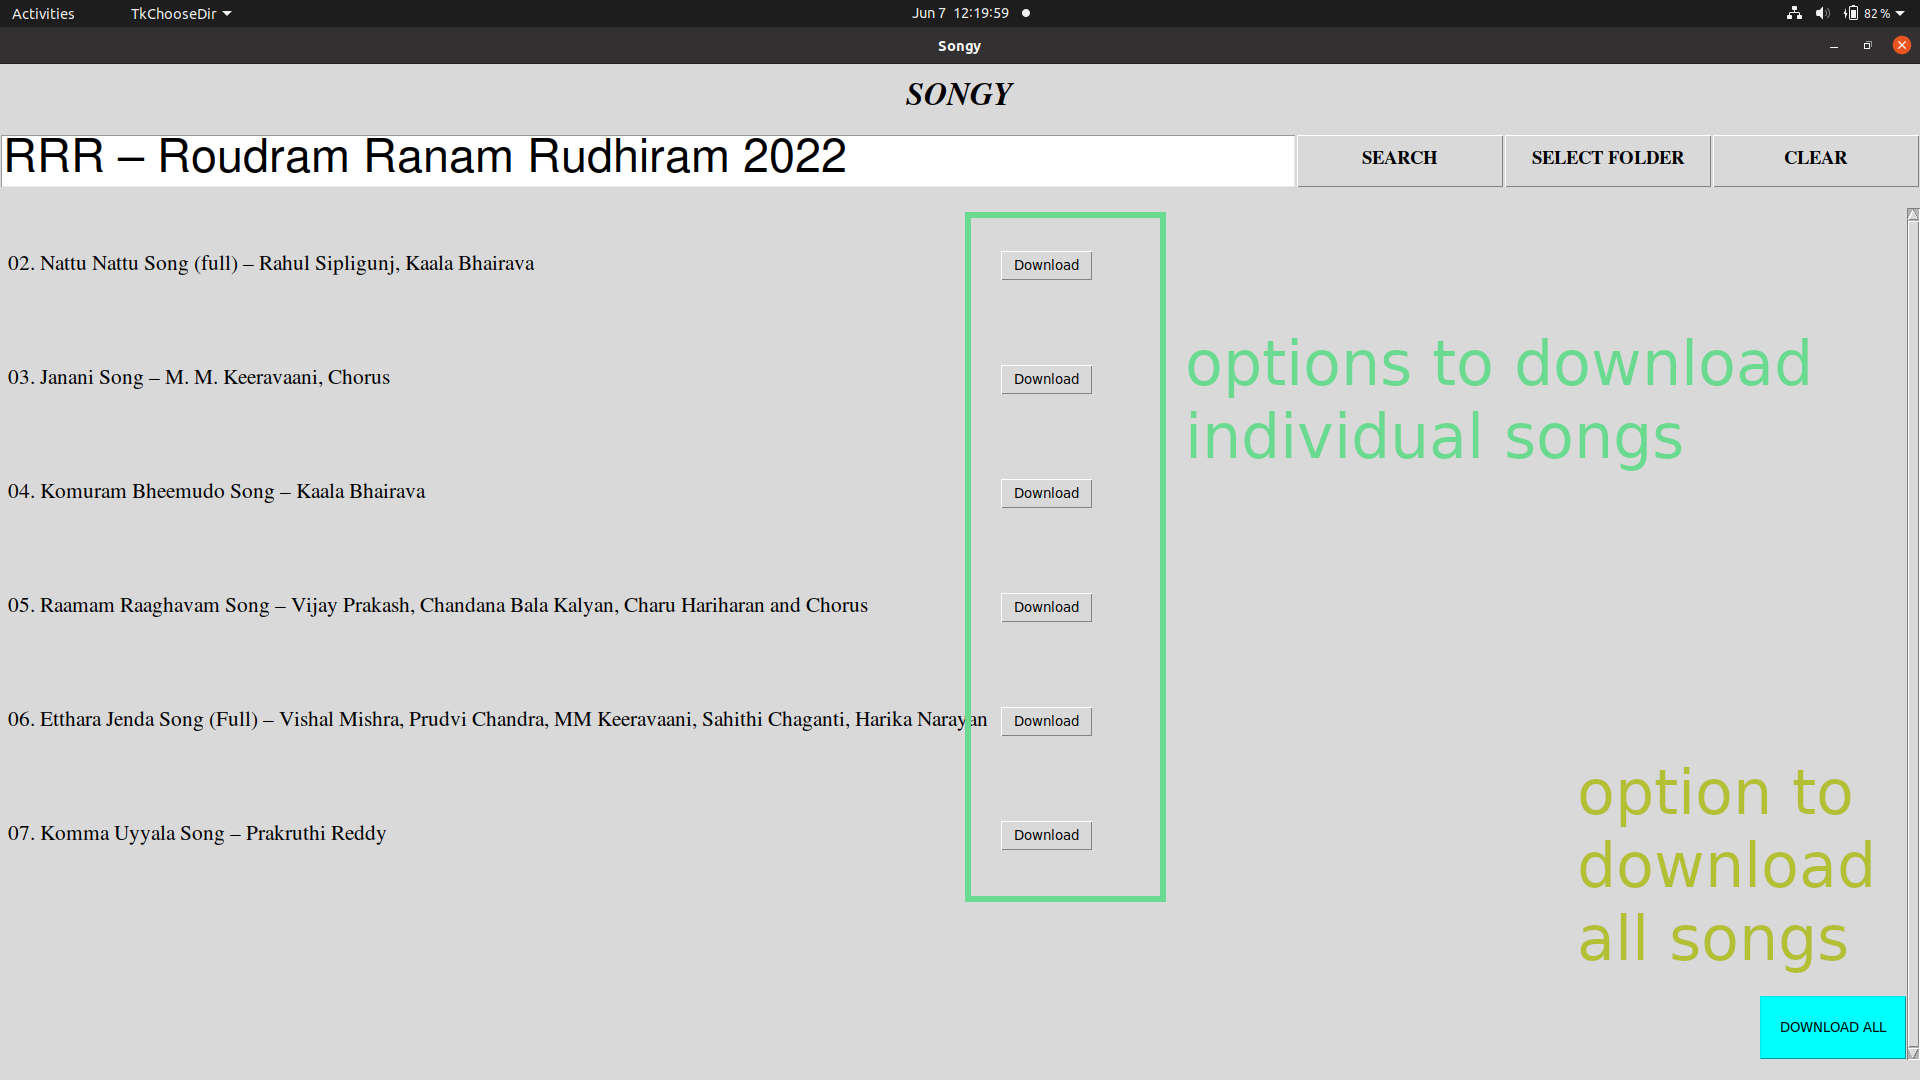 Activities
TkChooseDir
Jun 7 12:19:59
82 %
Songy
SONGY
RRR – Roudram Ranam Rudhiram 2022
SEARCH
SELECT FOLDER
CLEAR
02. Nattu Nattu Song (full) – Rahul Sipligunj, Kaala Bhairava
Download
03. Janani Song – M. M. Keeravaani, Chorus
Download
options to download
individual songs
04. Komuram Bheemudo Song – Kaala Bhairava
Download
05. Raamam Raaghavam Song – Vijay Prakash, Chandana Bala Kalyan, Charu Hariharan and Chorus
Download
06. Etthara Jenda Song (Full) – Vishal Mishra, Prudvi Chandra, MM Keeravaani, Sahithi Chaganti, Harika Narayan
Download
07. Komma Uyyala Song – Prakruthi Reddy
Download
option to
download
all songs
DOWNLOAD ALL